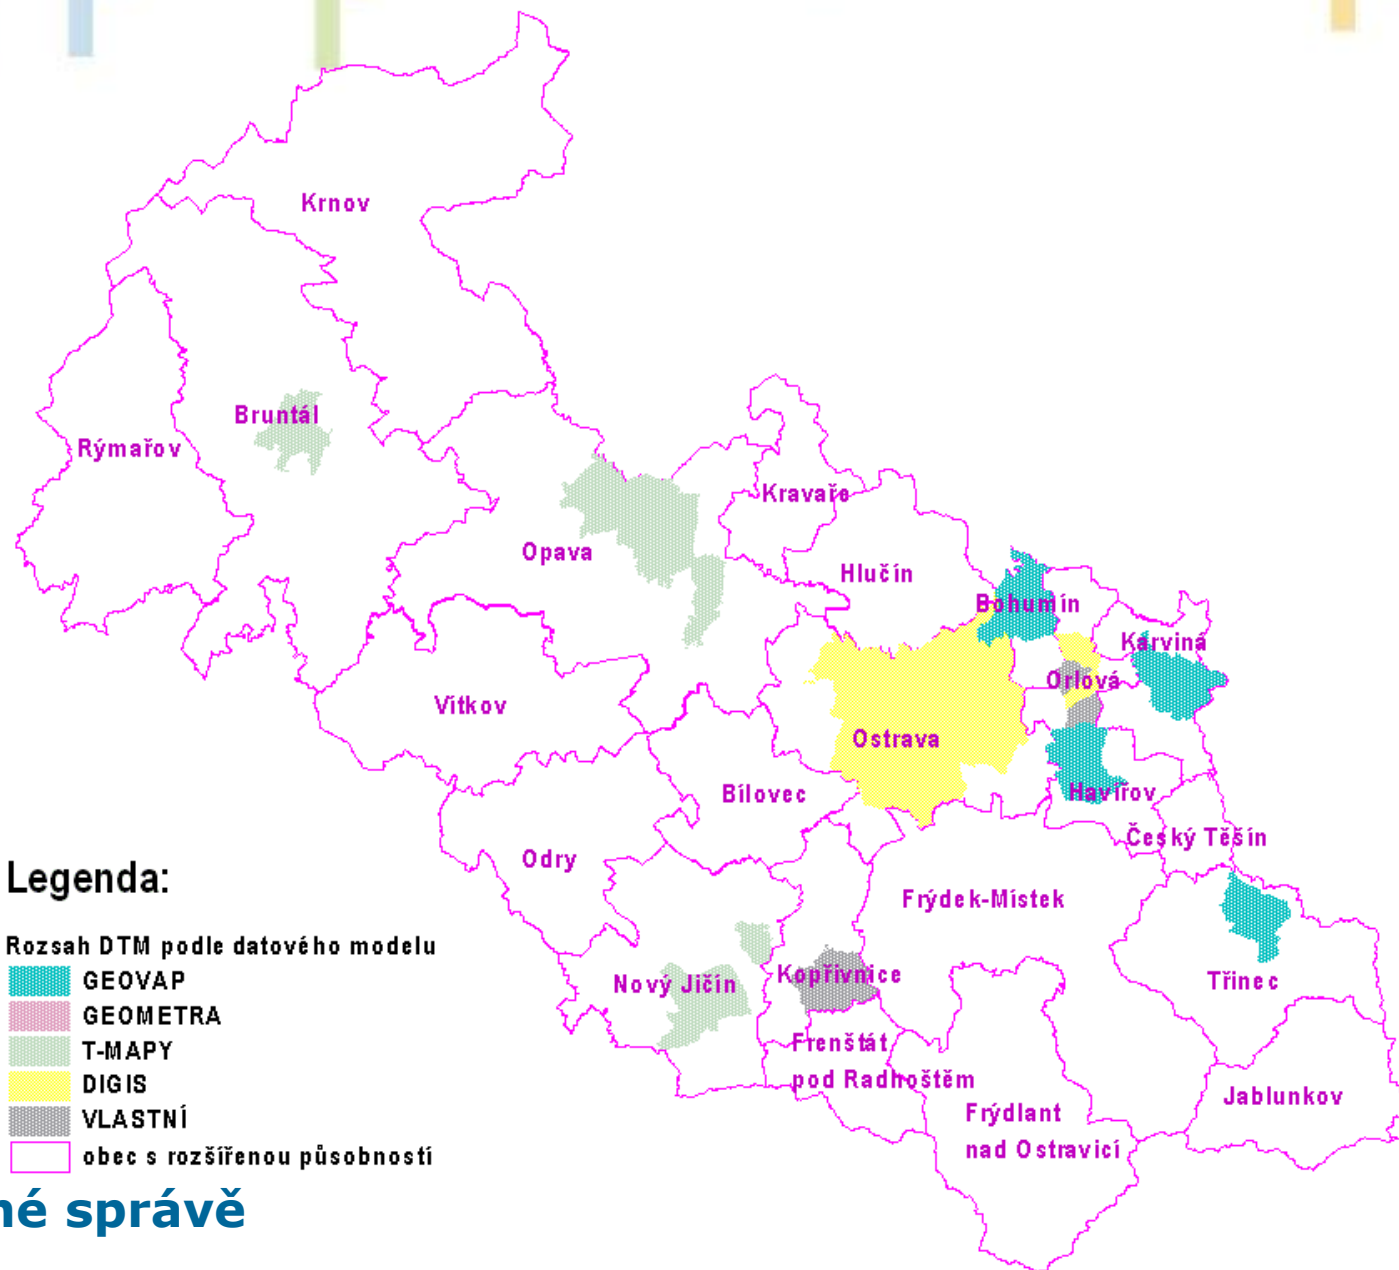 Krnov
Bruntál
Rýmařov
Kravaře
Opava
Hlučín
Bohumín
Karviná
Orlová
Vítkov
Ostrava
Bílovec
Havířov
Český Těšín
Odry
Frýdek-Místek
Nový Jičín
Kopřivnice
Třinec
Frenštát
pod Radhoštěm
Frýdlant
nad Ostravicí
Jablunkov
Legenda:
Rozsah DTM podle datového modelu
GEOVAP
GEOMETRA
T-MAPY
DIGIS
VLASTNÍ
obec s rozšířenou působností
né správě